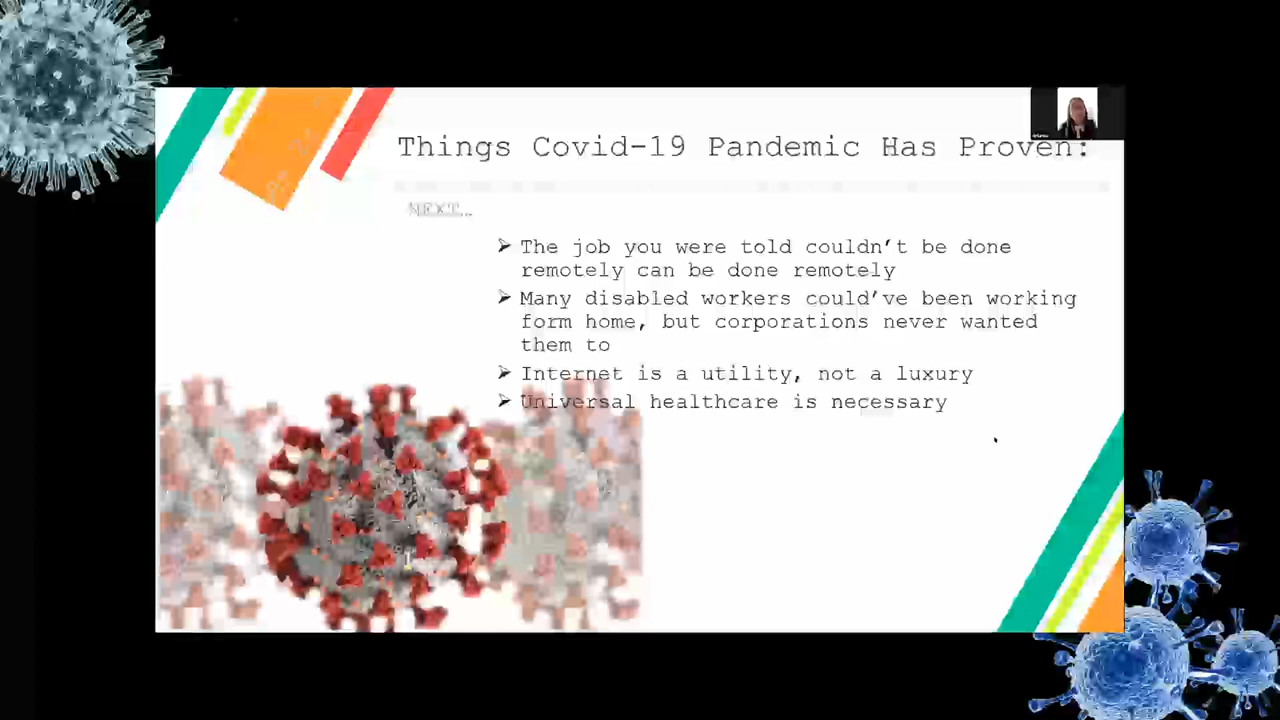 Things Covid-19 Pandemic Has Proven:
NEXT…
➢ The job you were told couldn't be done
remotely can be done remotely
➢ Many disabled workers could've been working
form home, but corporations never wanted
them to
➢ Internet is a utility, not a luxury
➢ Universal healthcare is necessary